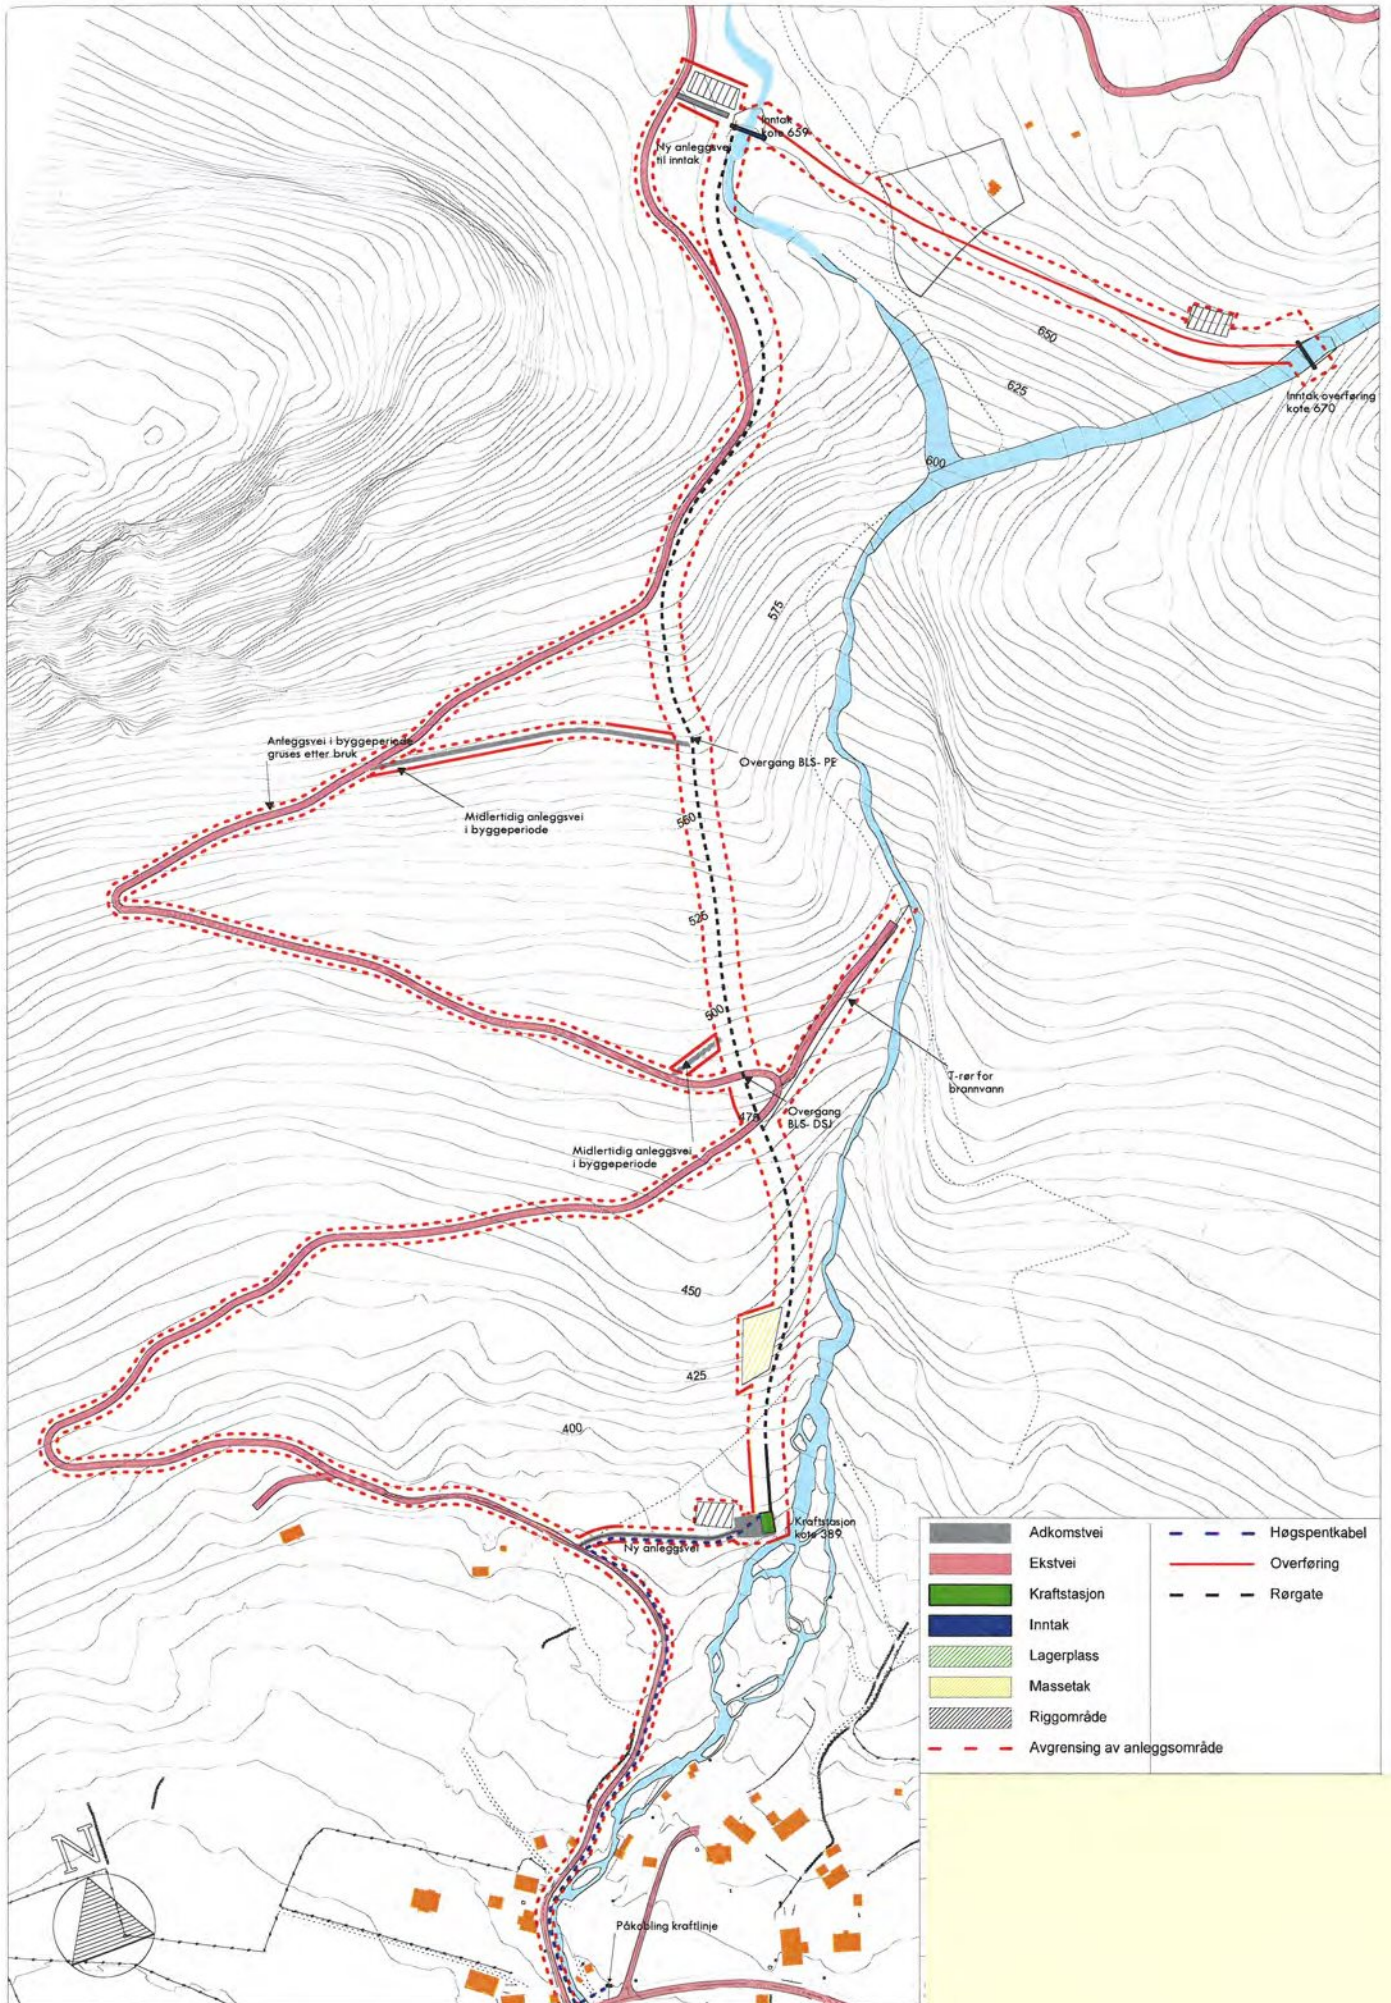 Inntak
kote 659
Ny anleggsvei
til inntak
650
625
Inntak overføring
kote 670
600
575
Anleggsvei i byggeperiode
gruses etter bruk
Overgang BLS- PE
Midlertidig anleggsvei
i byggeperiode
550
525
500
T-rør for
brannvann
Overgang
BLS- DSJ
475
Midlertidig anleggsvei
i byggeperiode
450
425
400
Kraftstasjon
kote 389
Ny anleggsvei
Adkomstvei
Ekstvei
Kraftstasjon
Inntak
Lagerplass
Massetak
Riggområde
Avgrensing av anleggsområde
Høgspentkabel
Overføring
Rørgate
N
Påkobling kraftlinje